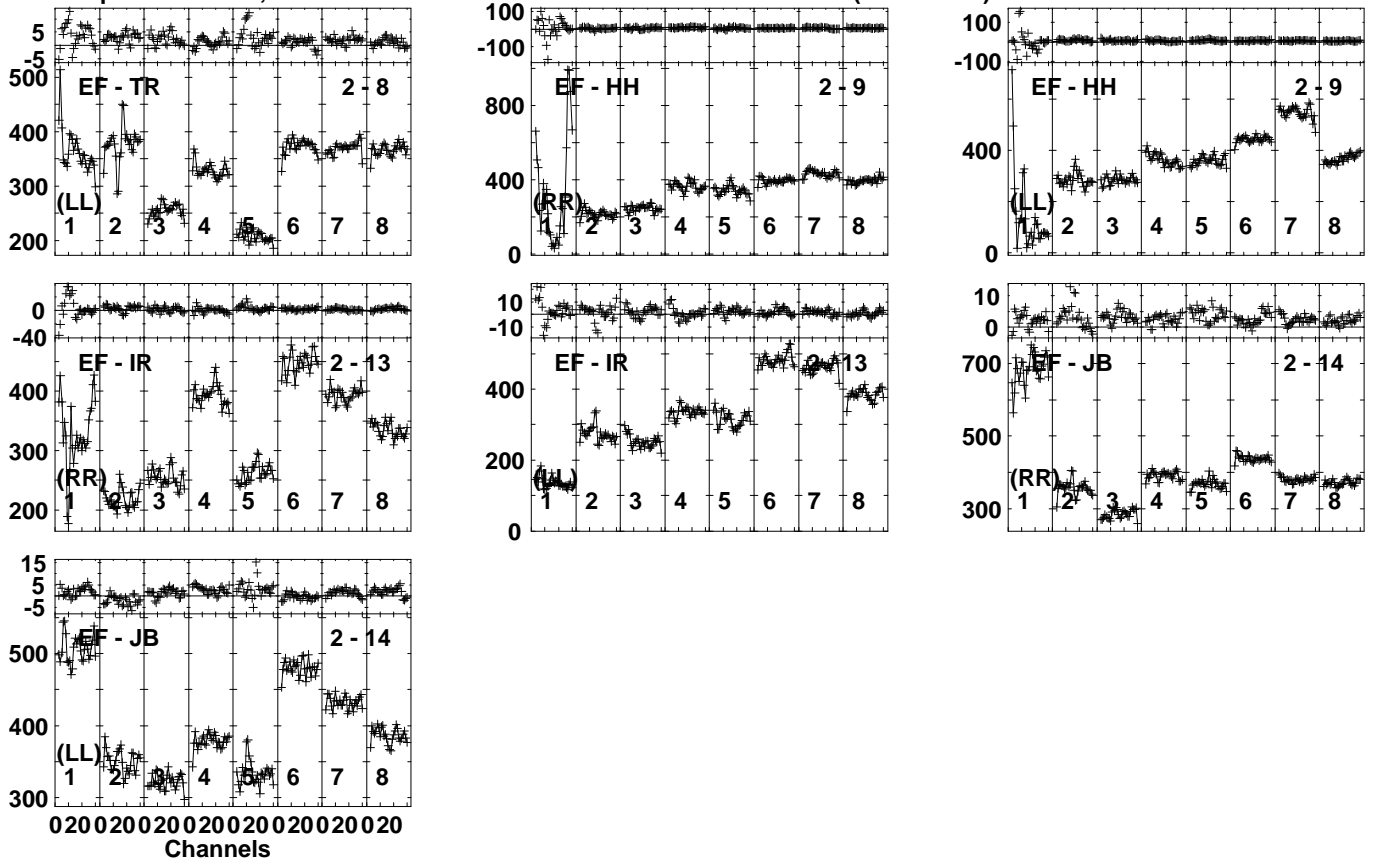 5
-5
500
400
300
200
EF - TR 2 - 8
(LL)
1 2 3 4 5 6 7 8
100
-100
800
400
0
EF - HH 2 - 9
(RR)
1 2 3 4 5 6 7 8
100
-100
400
0
EF - HH 2 - 9
(LL)
1 2 3 4 5 6 7 8
0
-40
400
300
200
EF - IR 2 - 13
(RR)
1 2 3 4 5 6 7 8
10
-10
400
200
0
EF - IR 2 - 13
(LL)
1 2 3 4 5 6 7 8
10
0
700
500
300
EF - JB 2 - 14
(RR)
1 2 3 4 5 6 7 8
15
5
-5
500
400
300
EF - JB 2 - 14
(LL)
1 2 3 4 5 6 7 8
0 20 0 20 0 20 0 20 0 20 0 20 0 20 0 20
Channels